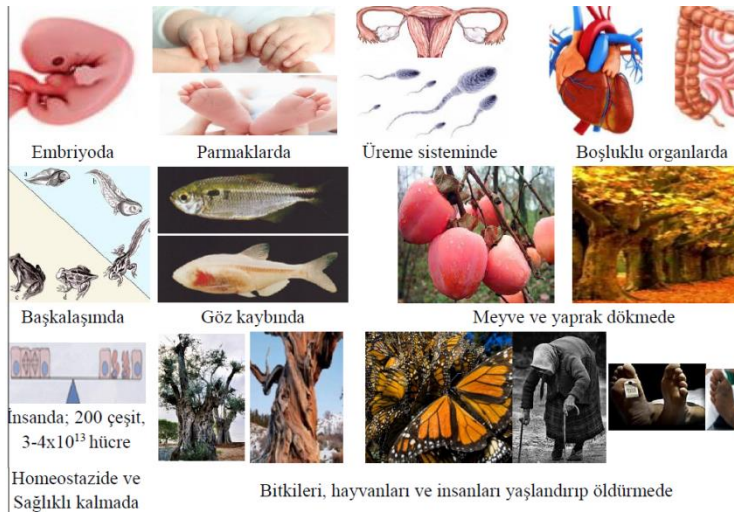 Embriyoda
Parmaklarda
Üreme sisteminde
Boşluklu organlarda
a
b
Başkalaşımda
Göz kaybında
Meyve ve yaprak dökmede
İnsanda; 200 çeşit,
3-4x10¹³ hücre
Homeostazide ve
Sağlıklı kalmada
Bitkileri, hayvanları ve insanları yaşlandırıp öldürmede